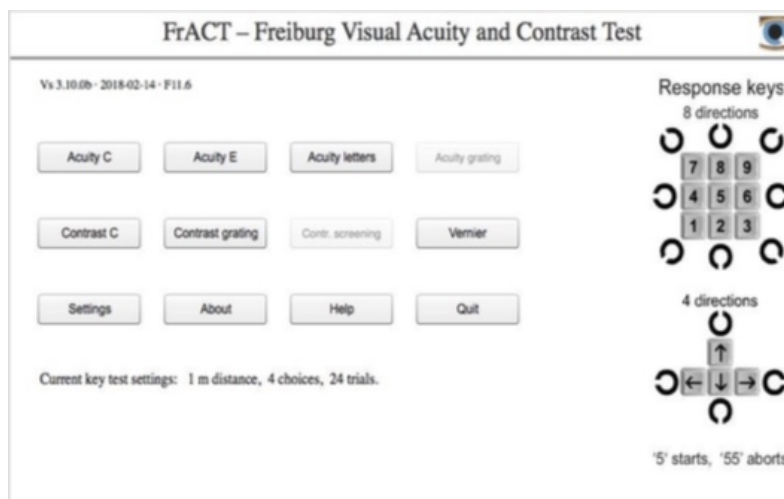 FrACT – Freiburg Visual Acuity and Contrast Test
Vs 3.10.0b · 2018-02-14 · F11.6
Acuity C
Acuity E
Acuity letters
Acuity grating
Contrast C
Contrast grating
Contr. screening
Vernier
Settings
About
Help
Quit
Current key test settings: 1 m distance, 4 choices, 24 trials.
Response keys
8 directions
7 8 9
4 5 6
1 2 3
4 directions
↑
← ↓ →
'5' starts, '55' aborts